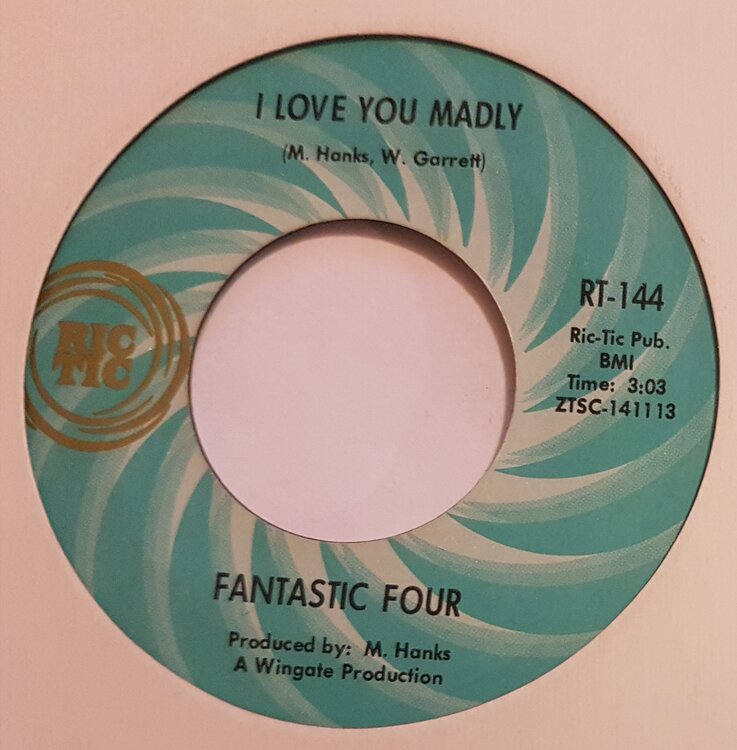 I LOVE YOU MADLY
(M. Hanks, W. Garrett)
RIC
TIC
RT-144
Ric-Tic Pub.
BMI
Time: 3:03
ZTSC-141113
FANTASTIC FOUR
Produced by: M. Hanks
A Wingate Production